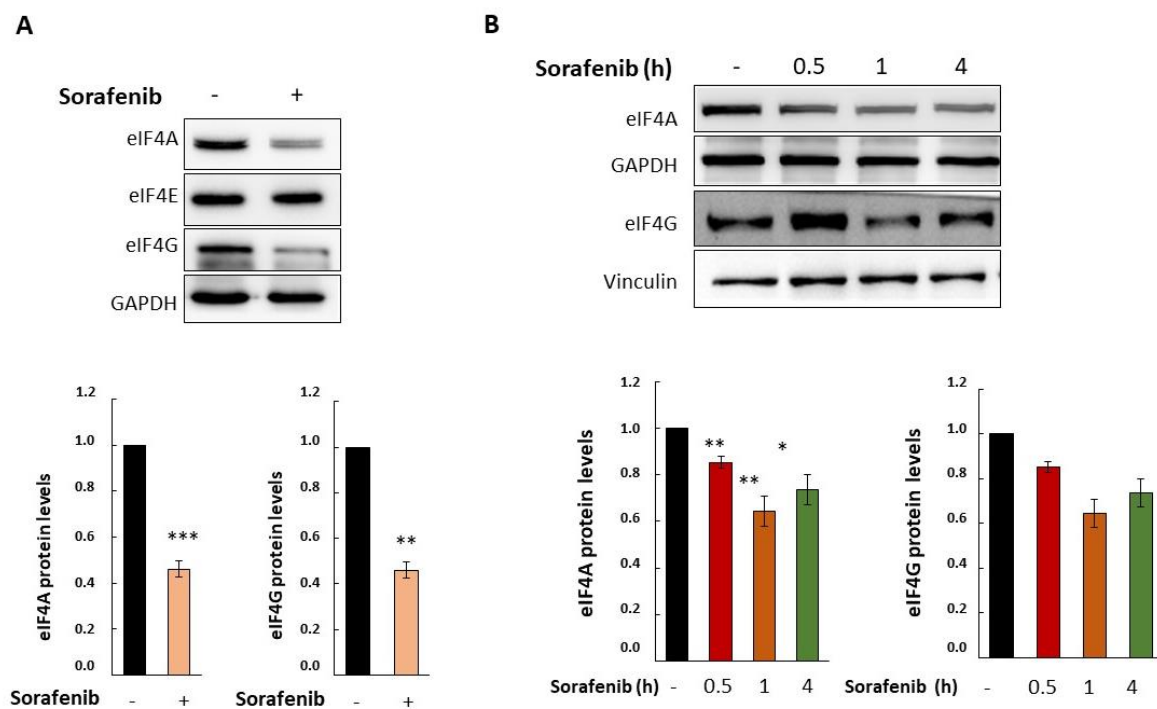 A
Sorafenib - +
eIF4A
eIF4E
eIF4G
GAPDH
B
Sorafenib (h) - 0.5 1 4
eIF4A
GAPDH
eIF4G
Vinculin
eIF4A protein levels
1.2
1.0
0.8
0.6
0.4
0.2
0.0
***
Sorafenib - +
eIF4G protein levels
1.2
1.0
0.8
0.6
0.4
0.2
0.0
**
- +
eIF4A protein levels
1.2
1.0
0.8
0.6
0.4
0.2
0.0
** ** *
Sorafenib (h) - 0.5 1 4
eIF4G protein levels
1.2
1.0
0.8
0.6
0.4
0.2
0.0
Sorafenib (h) - 0.5 1 4